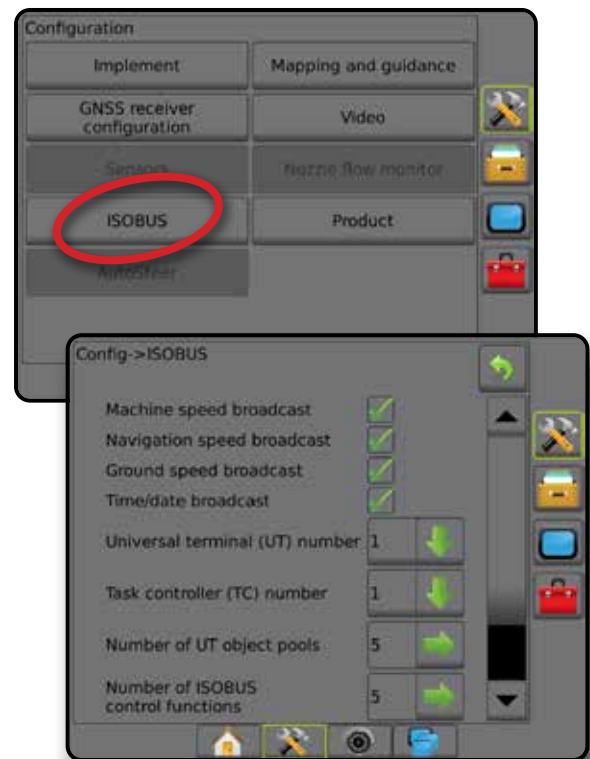 Configuration
Implement
Mapping and guidance
GNSS receiver
configuration
Video
Sensors
Nozzle flow monitor
ISOBUS
Product
AutoSteer
Config->ISOBUS
Machine speed broadcast
Navigation speed broadcast
Ground speed broadcast
Time/date broadcast
Universal terminal (UT) number 1
Task controller (TC) number 1
Number of UT object pools 5
Number of ISOBUS
control functions 5